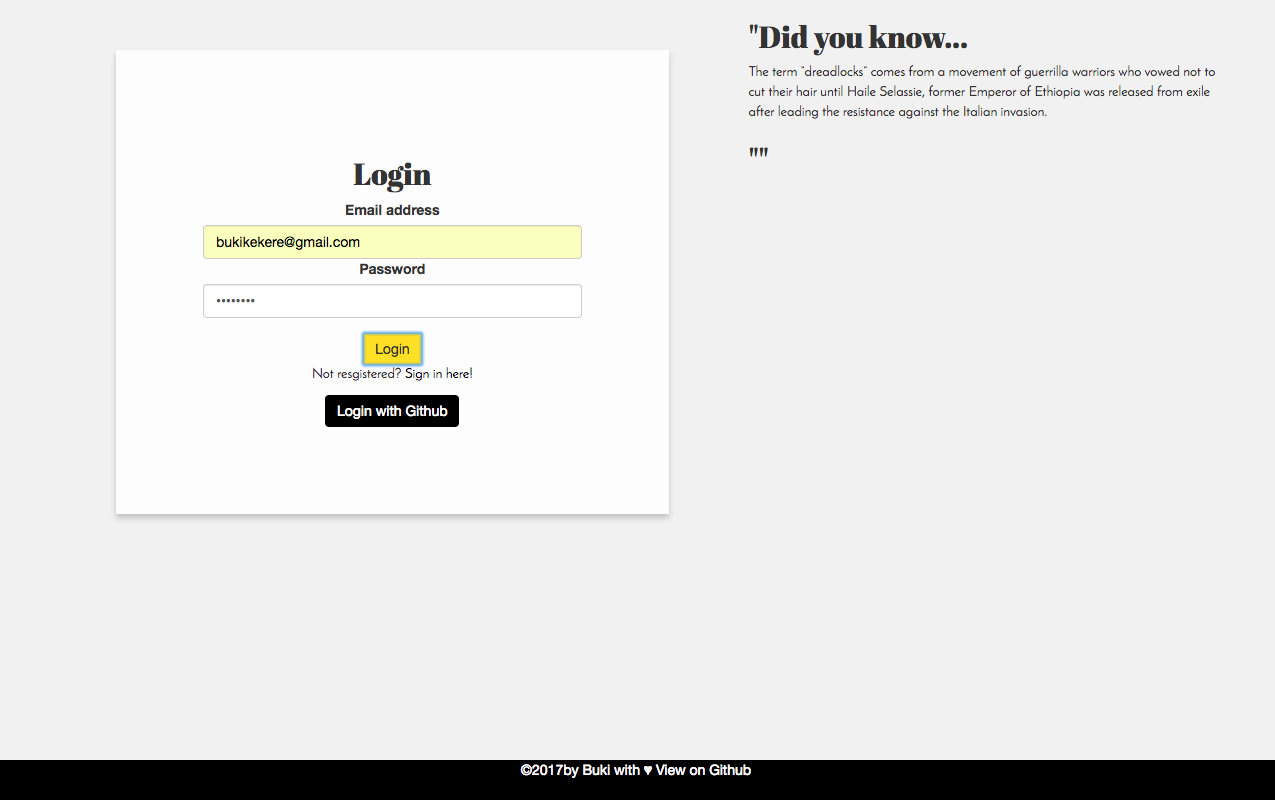 Login
Email address
bukikekere@gmail.com
Password
••••••••
Login
Not resgistered? Sign in here!
Login with Github
"Did you know...
The term "dreadlocks" comes from a movement of guerrilla warriors who vowed not to
cut their hair until Haile Selassie, former Emperor of Ethiopia was released from exile
after leading the resistance against the Italian invasion.
""
©2017by Buki with ♥ View on Github